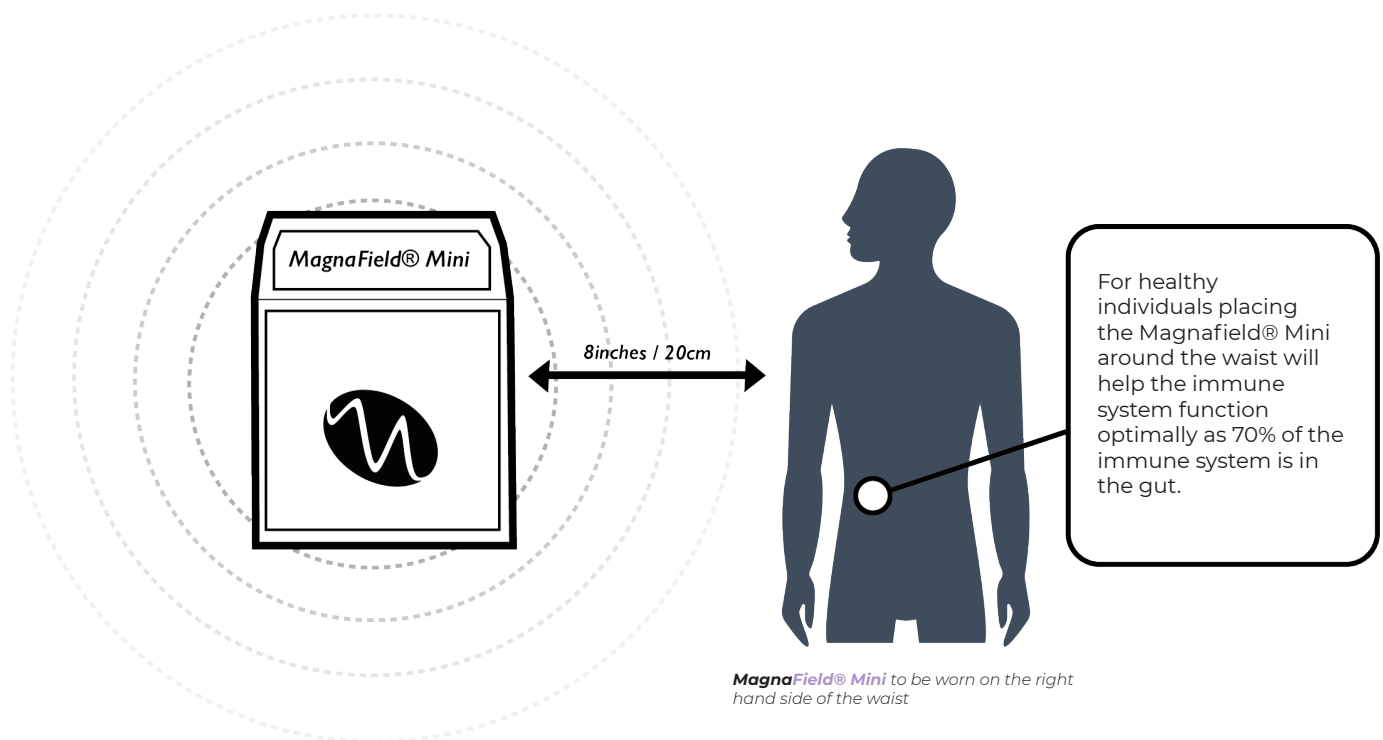 MagnaField® Mini
8inches / 20cm
For healthy
individuals placing
the Magnafield® Mini
around the waist will
help the immune
system function
optimally as 70% of the
immune system is in
the gut.
MagnaField® Mini to be worn on the right
hand side of the waist